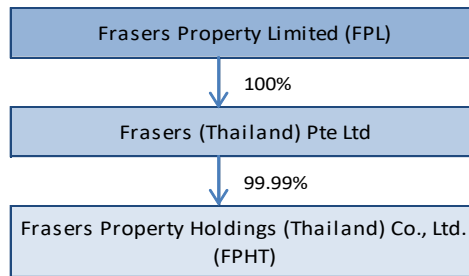 Frasers Property Limited (FPL)
100%
Frasers (Thailand) Pte Ltd
99.99%
Frasers Property Holdings (Thailand) Co., Ltd.
(FPHT)